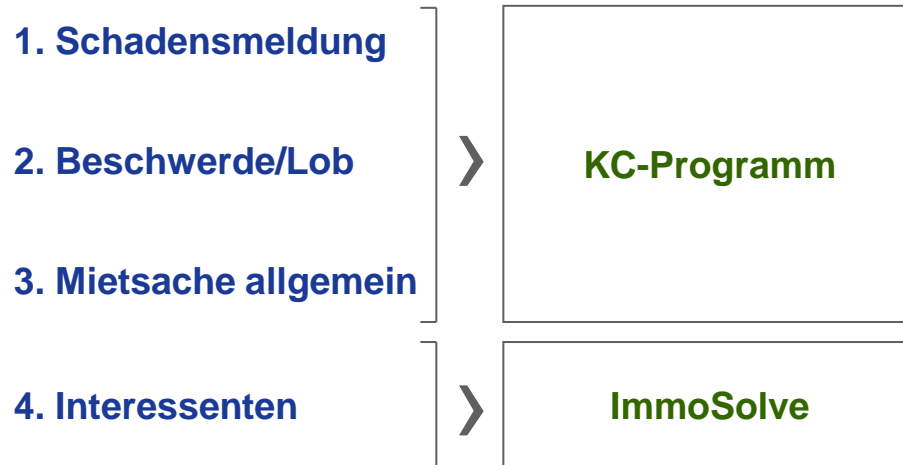 1. Schadensmeldung
2. Beschwerde/Lob
KC-Programm
3. Mietsache allgemein
4. Interessenten
ImmoSolve